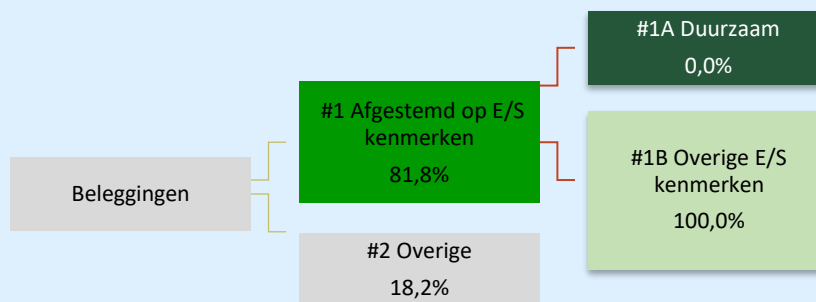 Beleggingen
#1 Afgestemd op E/S
kenmerken
81,8%
#2 Overige
18,2%
#1A Duurzaam
0,0%
#1B Overige E/S
kenmerken
100,0%